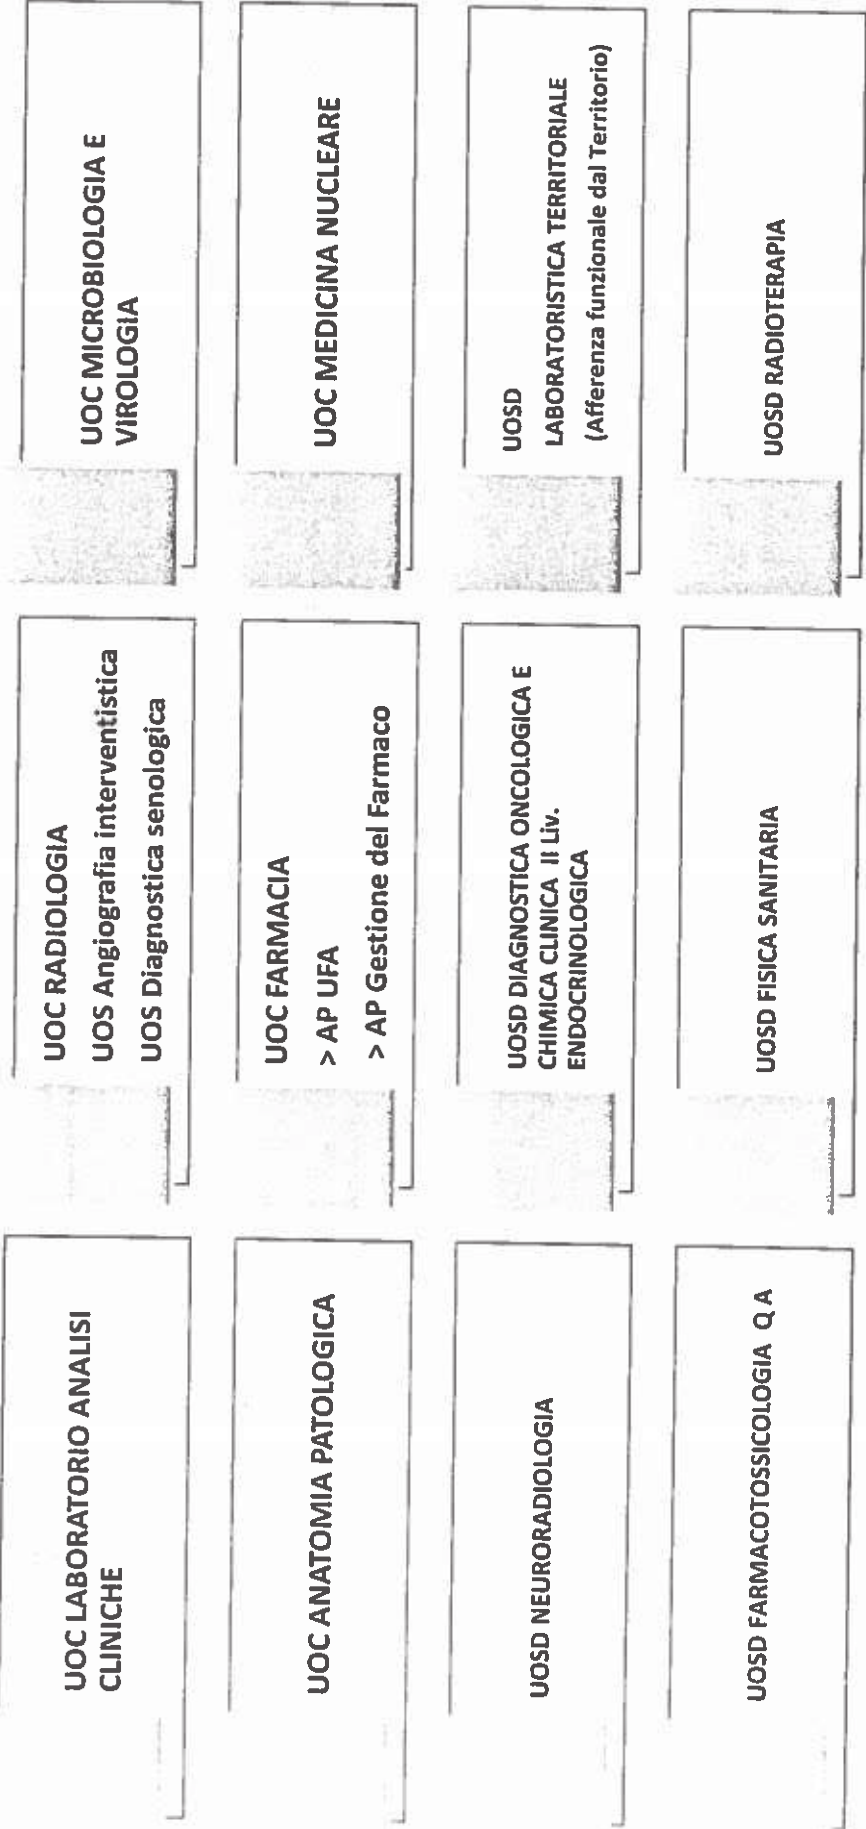 UOC LABORATORIO ANALISI
CLINICHE
UOC RADIOLOGIA
UOS Angiografia interventistica
UOS Diagnostica senologica
UOC MICROBIOLOGIA E
VIROLOGIA
UOC ANATOMIA PATOLOGICA
UOC FARMACIA
> AP UFA
> AP Gestione del Farmaco
UOC MEDICINA NUCLEARE
UOSD NEURORADIOLOGIA
UOSD DIAGNOSTICA ONCOLOGICA E
CHIMICA CLINICA II Liv.
ENDOCRINOLOGICA
UOSD
LABORATORISTICA TERRITORIALE
(Afferenza funzionale dal Territorio)
UOSD FARMACOTOSSICOLOGIA Q A
UOSD FISICA SANITARIA
UOSD RADIOTERAPIA